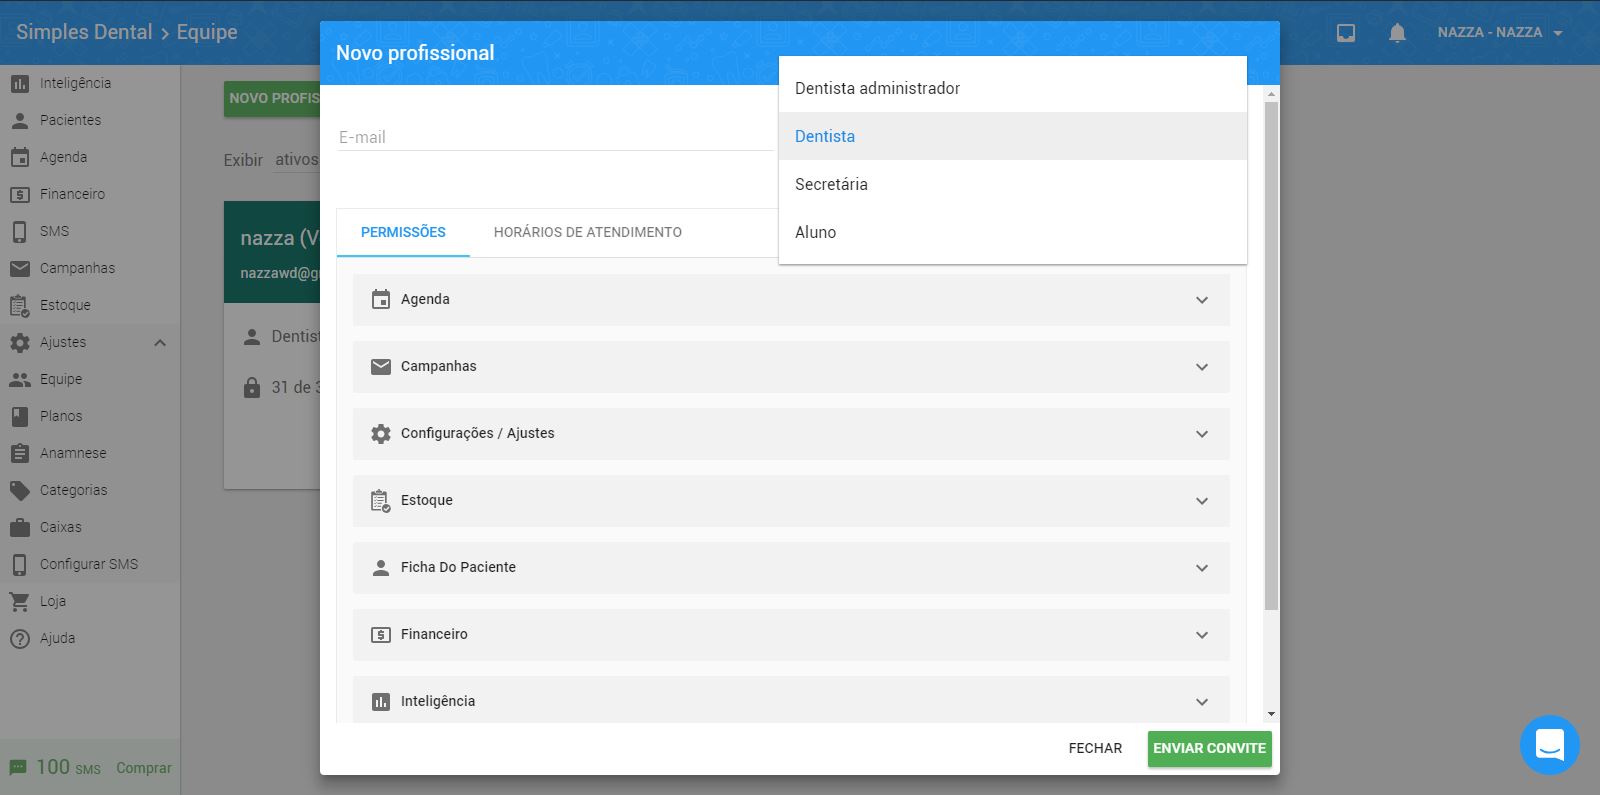 Simples Dental > Equipe
NAZZA - NAZZA
Inteligência
Pacientes
Agenda
Financeiro
SMS
Campanhas
Estoque
Ajustes
Equipe
Planos
Anamnese
Categorias
Caixas
Configurar SMS
Loja
Ajuda
100 SMS Comprar
NOVO PROFIS
Exibir ativos
nazza (V
nazzawd@g
Dentist
31 de 3
Novo profissional
E-mail
Dentista administrador
Dentista
Secretária
Aluno
PERMISSÕES HORÁRIOS DE ATENDIMENTO
Agenda
Campanhas
Configurações / Ajustes
Estoque
Ficha Do Paciente
Financeiro
Inteligência
FECHAR ENVIAR CONVITE